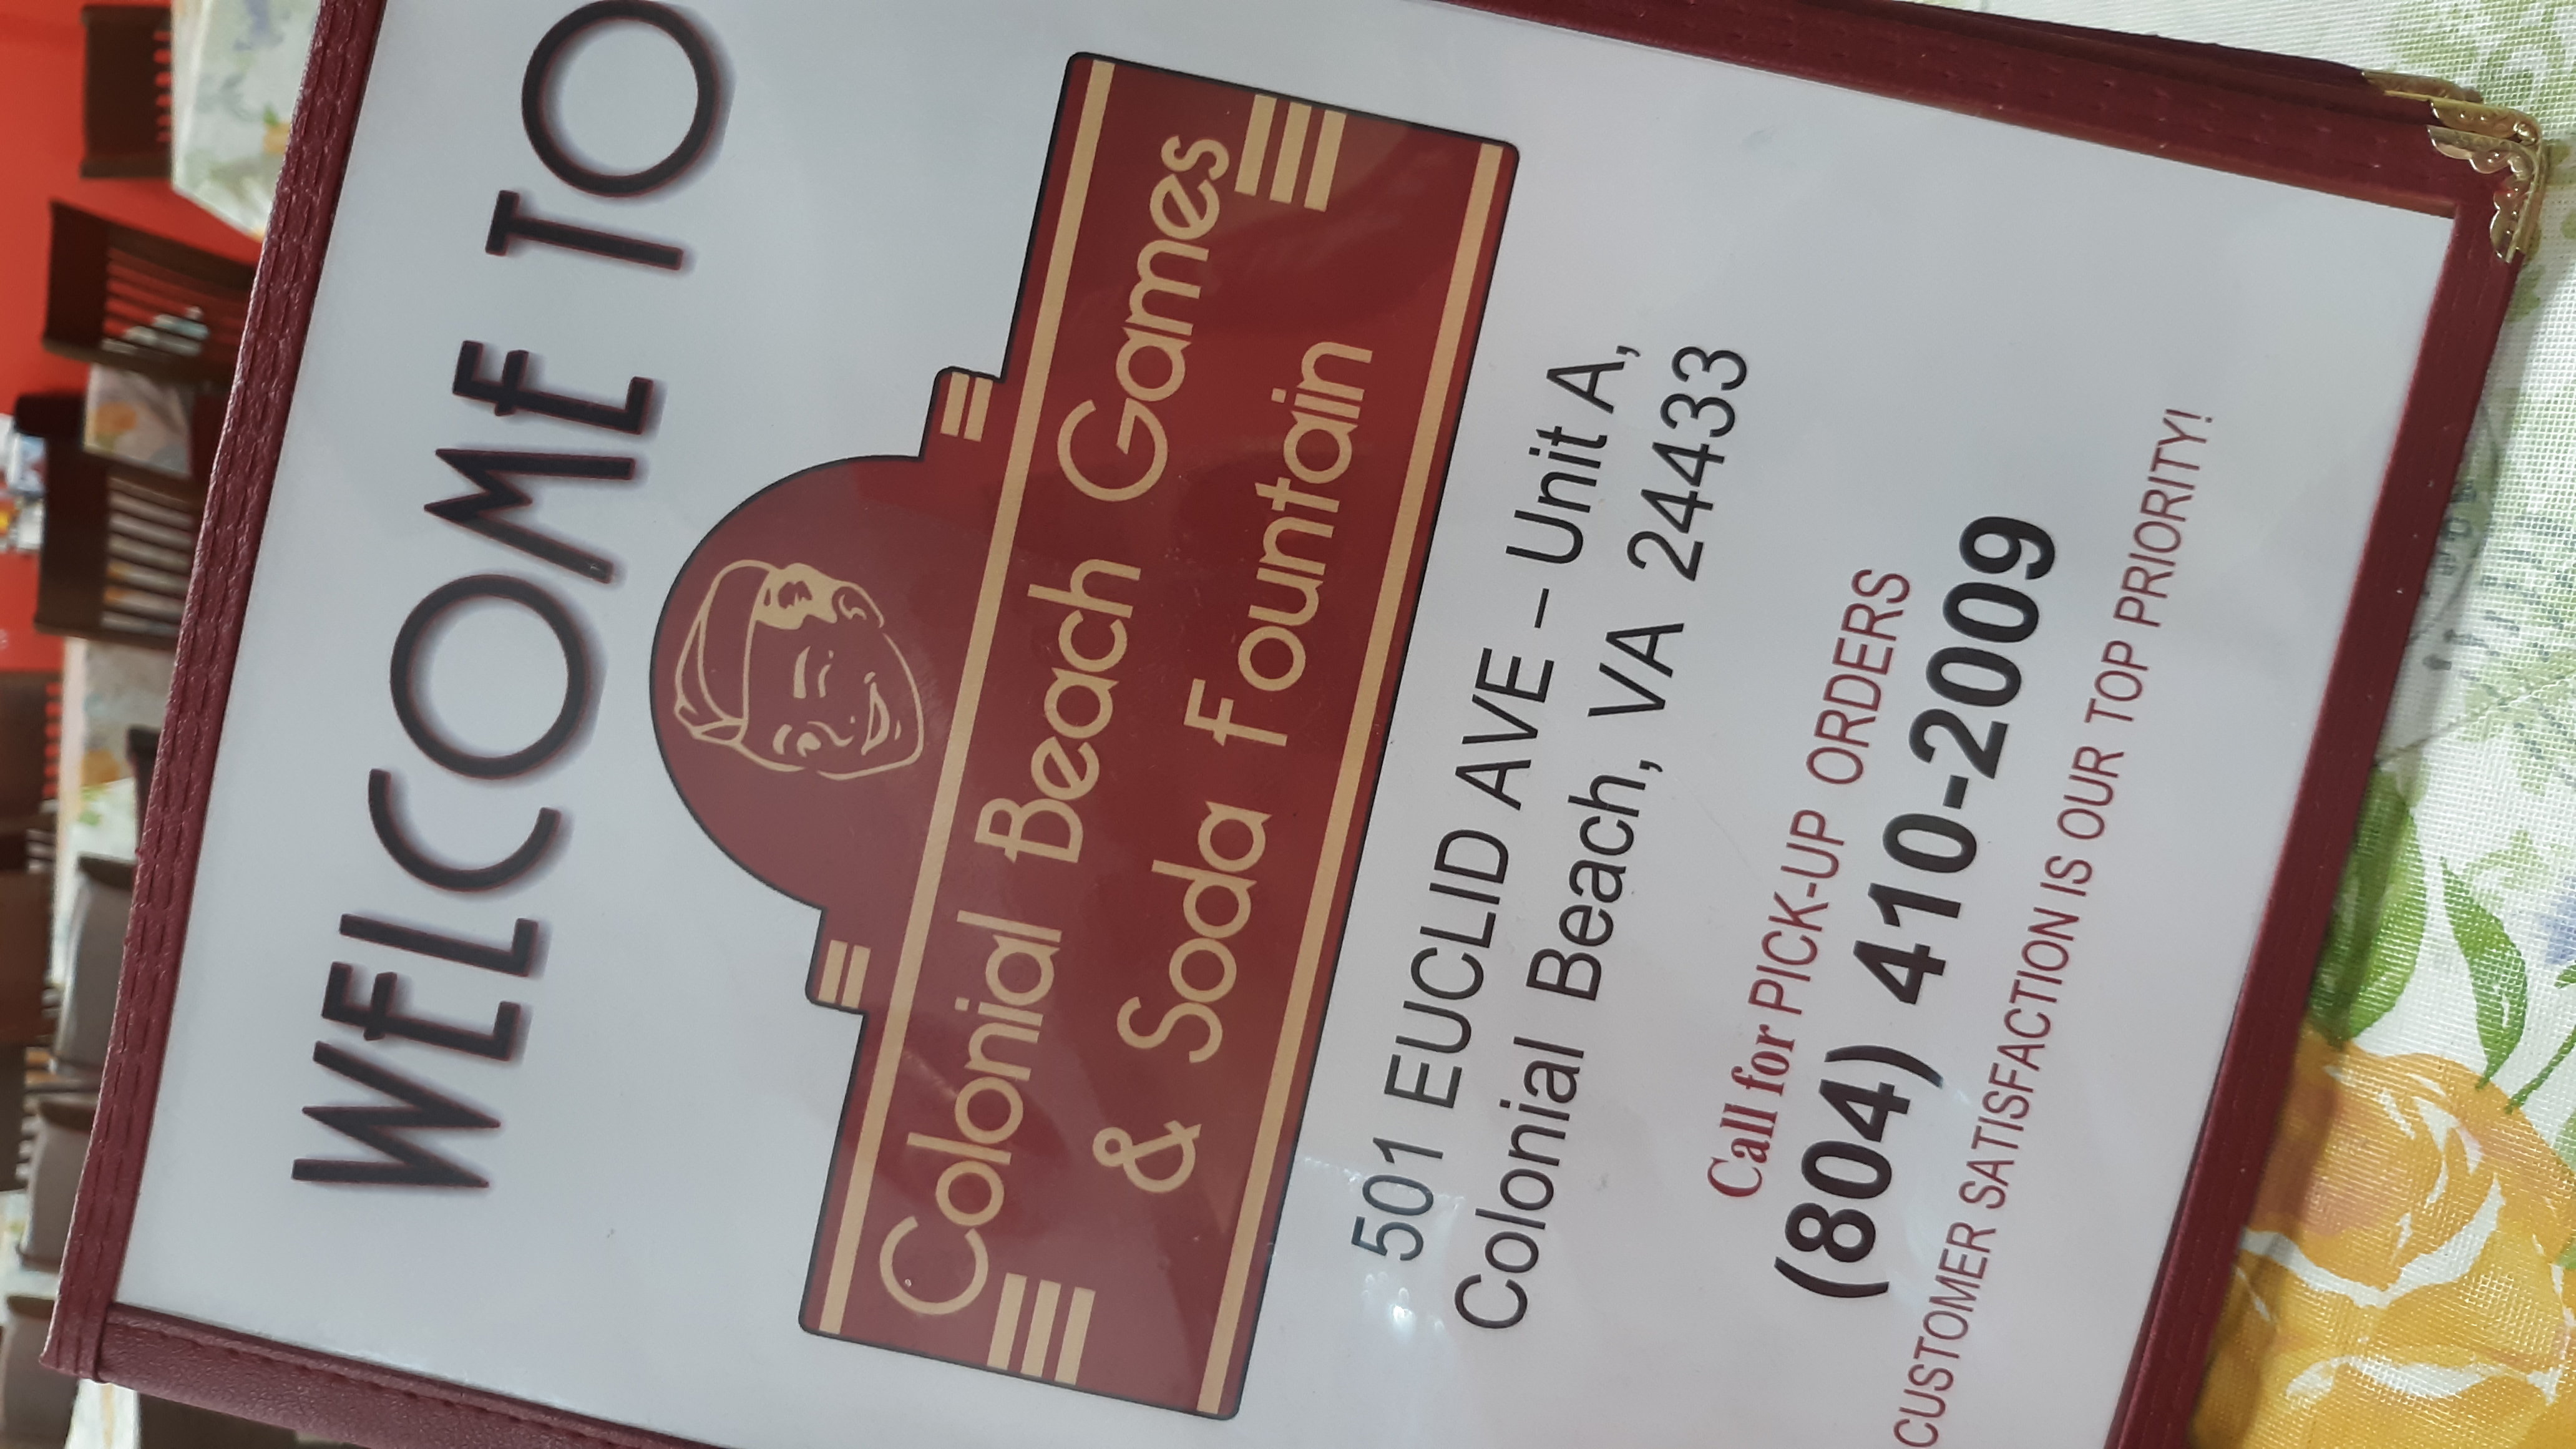 WELCOME TO
Colonial Beach Games
& Soda Fountain
501 EUCLID AVE – Unit A,
Colonial Beach, VA 24433
Call for PICK-UP ORDERS
(804) 410-2009
CUSTOMER SATISFACTION IS OUR TOP PRIORITY!